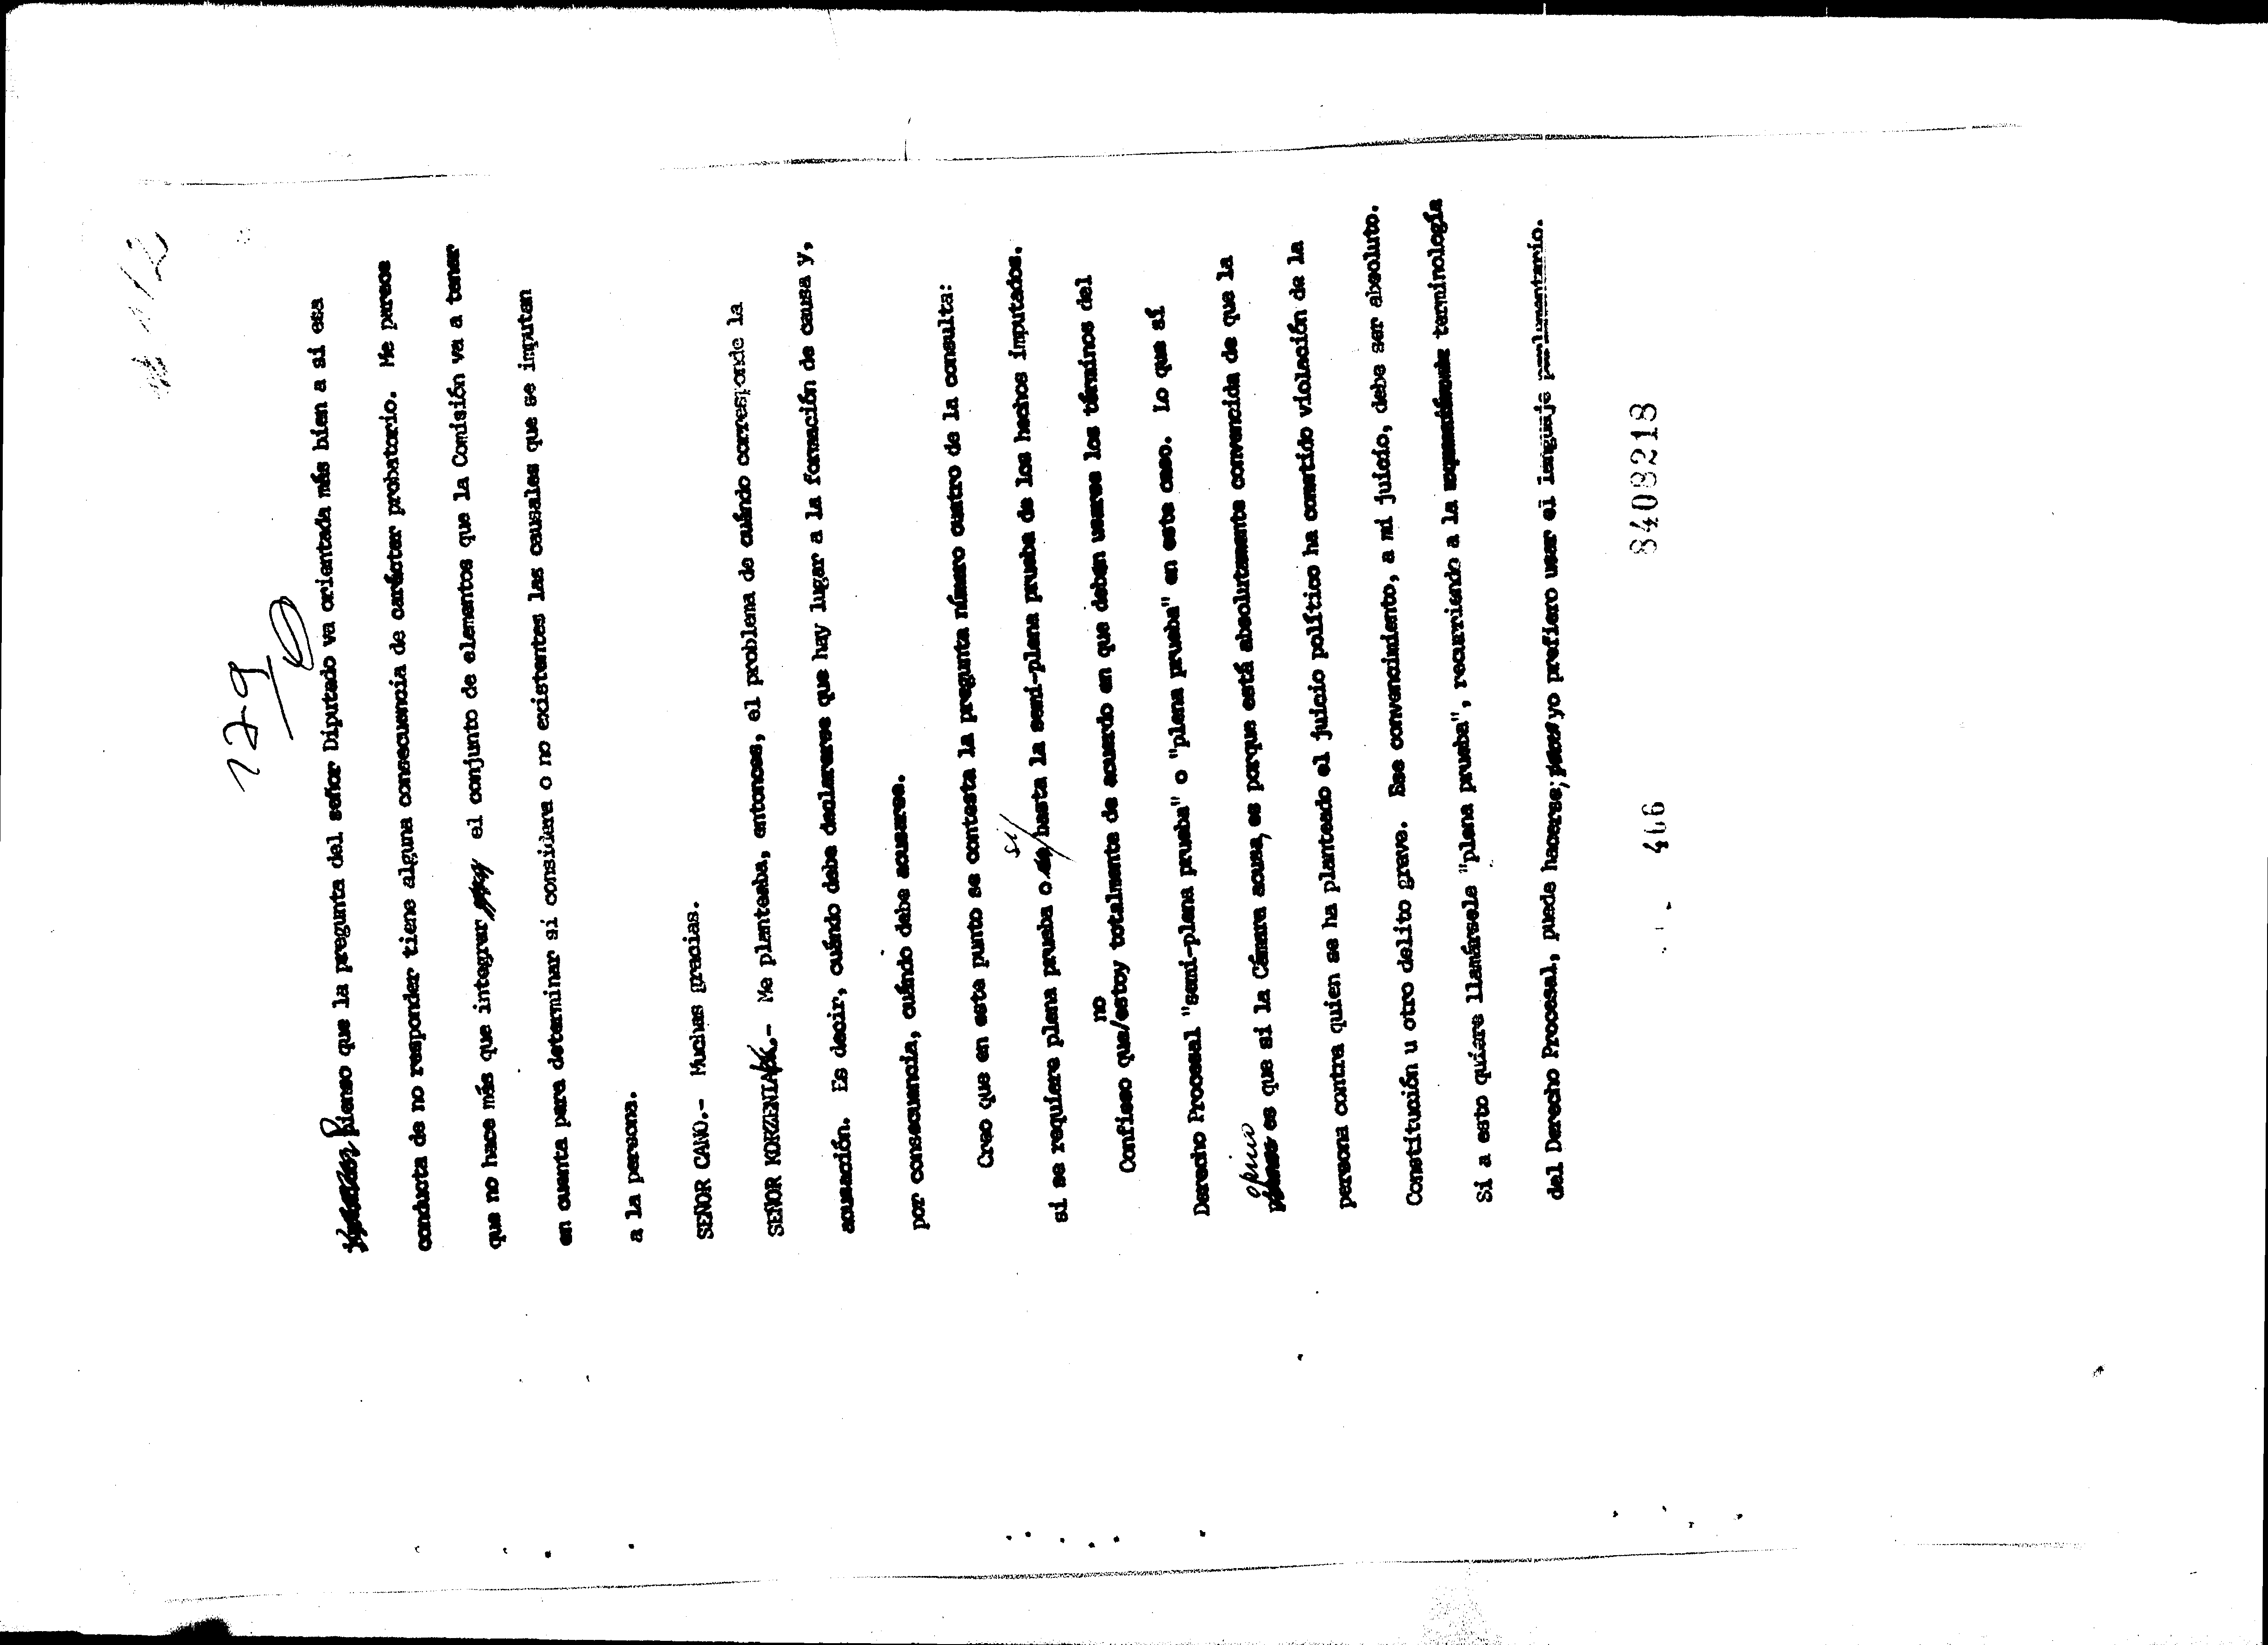 129
Pienso que la pregunta del señor Diputado va orientada más bien a si esa
conducta de no responder tiene alguna consecuencia de carácter probatorio. Me parece
que no hace más que integrar el conjunto de elementos que la Comisión va a tener
en cuenta para determinar si considera o no existentes las causales que se imputan
a la persona.
SEÑOR CANO.- Muchas gracias.
SEÑOR KORZENIAK.- Me planteaba, entonces, el problema de cuándo corresponde la
acusación. Es decir, cuándo debe declararse que hay lugar a la formación de causa y,
por consecuencia, cuándo debe acusarse.
Creo que en este punto se contesta la pregunta número cuatro de la consulta:
si se requiere plena prueba o si basta la semi-plena prueba de los hechos imputados.
Confieso que/no estoy totalmente de acuerdo en que deben usarse los términos del
Derecho Procesal "semi-plena prueba" o "plena prueba" en este caso. Lo que sí
opino es que si la Cámara acusa, es porque está absolutamente convencida de que la
persona contra quien se ha planteado el juicio político ha cometido violación de la
Constitución u otro delito grave. Ese convencimiento, a mi juicio, debe ser absoluto.
Si a esto quiere llamársele "plena prueba", recurriendo a la terminología
del Derecho Procesal, puede hacerse; yo prefiero usar el lenguaje parlamentario.
466 8408218